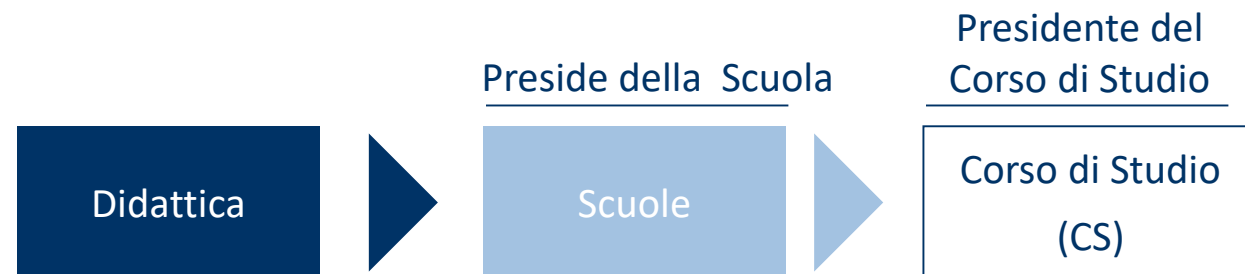 Presidente del
Preside della Scuola
Corso di Studio
Didattica
Scuole
Corso di Studio
(CS)